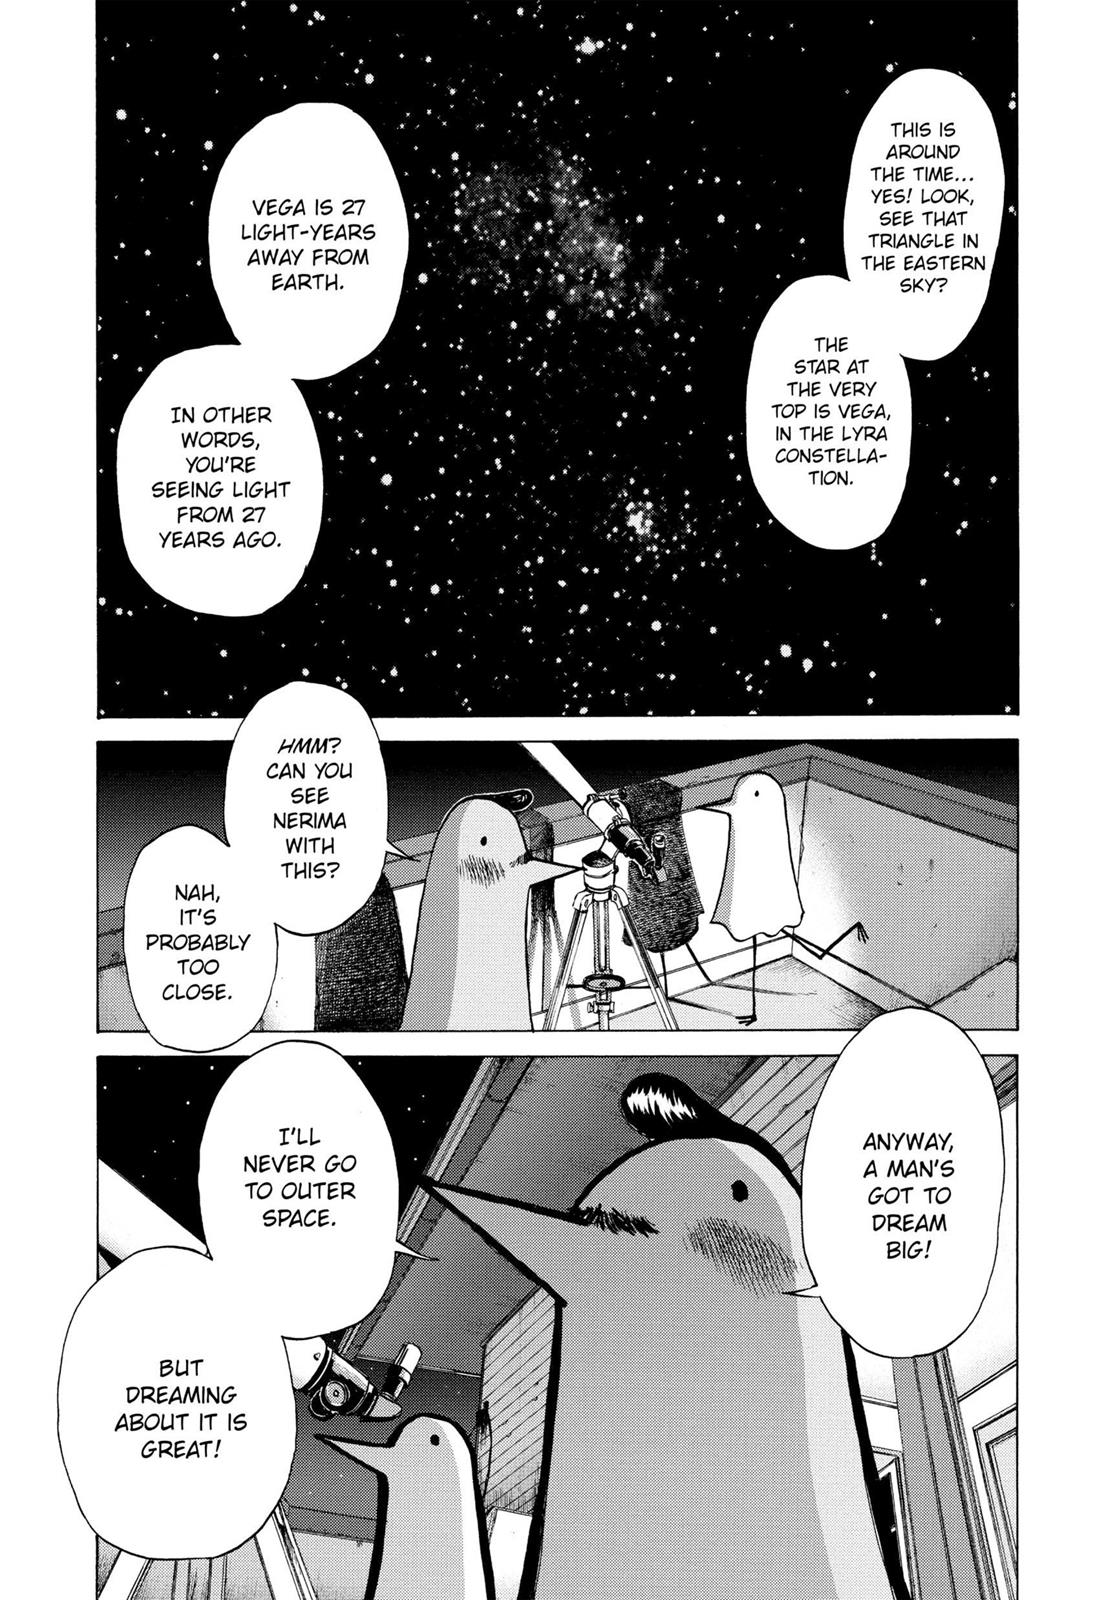 THIS IS
AROUND
THE TIME...
YES! LOOK,
SEE THAT
TRIANGLE IN
THE EASTERN
SKY?
THE
STAR AT
THE VERY
TOP IS VEGA,
IN THE LYRA
CONSTELLA-
TION.
VEGA IS 27
LIGHT-YEARS
AWAY FROM
EARTH.
IN OTHER
WORDS,
YOU'RE
SEEING LIGHT
FROM 27
YEARS AGO.
HMM?
CAN YOU
SEE
NERIMA
WITH
THIS?
NAH,
IT'S
PROBABLY
TOO
CLOSE.
ANYWAY,
A MAN'S
GOT TO
DREAM
BIG!
I'LL
NEVER GO
TO OUTER
SPACE.
BUT
DREAMING
ABOUT IT IS
GREAT!